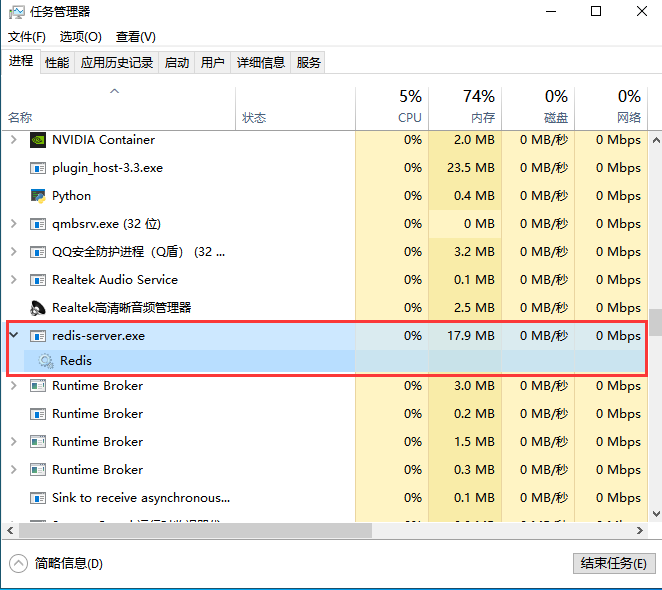 任务管理器
文件(F) 选项(O) 查看(V)
进程 性能 应用历史记录 启动 用户 详细信息 服务
5% 74% 0% 0%
名称 状态 CPU 内存 磁盘 网络
NVIDIA Container 0% 2.0 MB 0 MB/秒 0 Mbps
plugin_host-3.3.exe 0% 23.5 MB 0 MB/秒 0 Mbps
Python 0% 0.4 MB 0 MB/秒 0 Mbps
qmbsrv.exe (32 位) 0% 0 MB 0 MB/秒 0 Mbps
QQ安全防护进程（Q盾） (32 ... 0% 3.2 MB 0 MB/秒 0 Mbps
Realtek Audio Service 0% 0.1 MB 0 MB/秒 0 Mbps
Realtek高清晰音频管理器 0% 2.5 MB 0 MB/秒 0 Mbps
redis-server.exe 0% 17.9 MB 0 MB/秒 0 Mbps
Redis
Runtime Broker 0% 3.0 MB 0 MB/秒 0 Mbps
Runtime Broker 0% 0.2 MB 0 MB/秒 0 Mbps
Runtime Broker 0% 1.5 MB 0 MB/秒 0 Mbps
Runtime Broker 0% 0.3 MB 0 MB/秒 0 Mbps
Sink to receive asynchronous... 0% 0.1 MB 0 MB/秒 0 Mbps
简略信息(D) 结束任务(E)